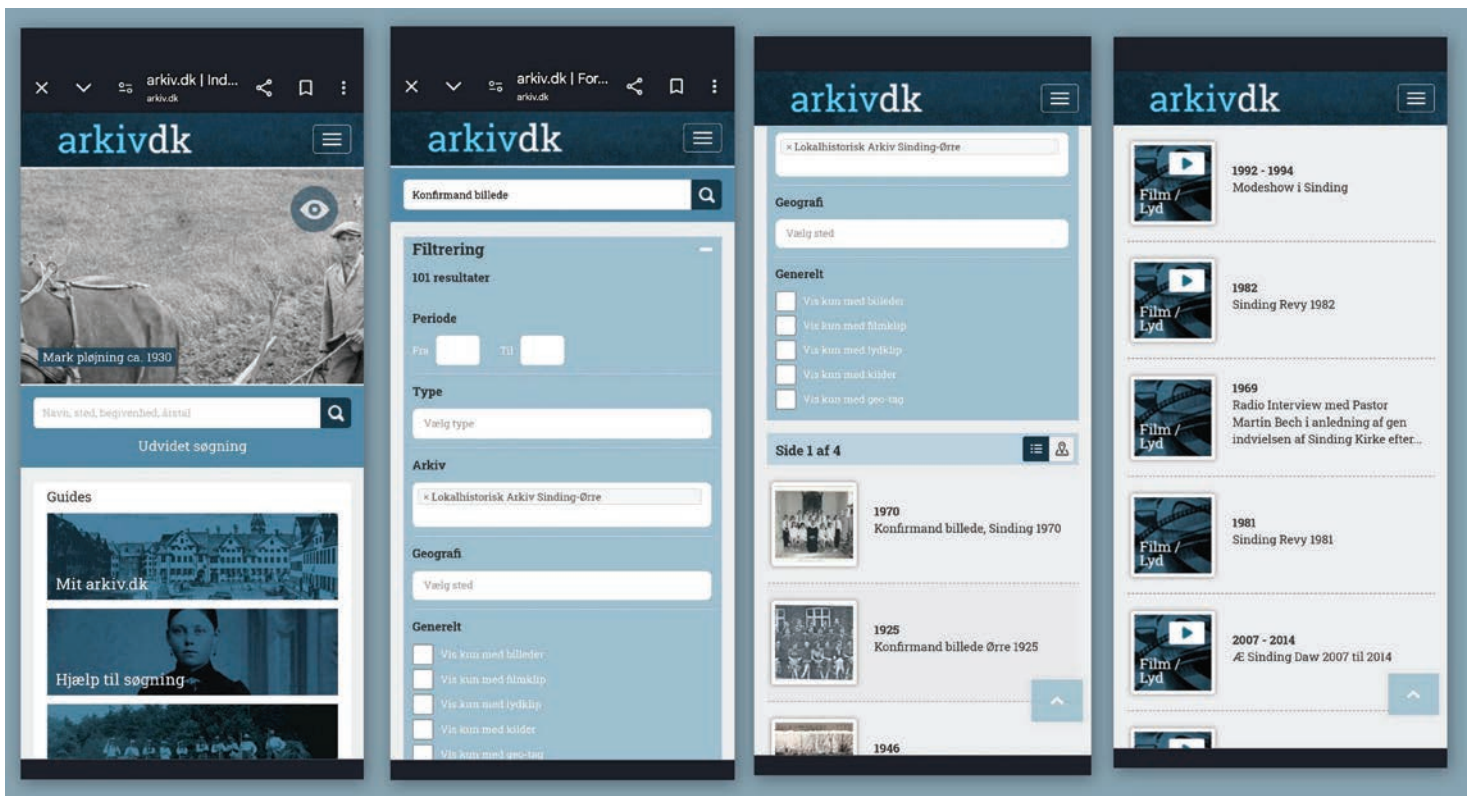 arkiv.dk | Ind...
arkiv.dk
arkivdk
Mark pløjning ca. 1930
Navn, sted, begivenhed, årstal
Udvidet søgning
Guides
Mit arkiv.dk
Hjælp til søgning
arkiv.dk | For...
arkiv.dk
arkivdk
Konfirmand billede
Filtrering
101 resultater
Periode
Fra Til
Type
Vælg type
Arkiv
× Lokalhistorisk Arkiv Sinding-Ørre
Geografi
Vælg sted
Generelt
Vis kun med billeder
Vis kun med filmklip
Vis kun med lydklip
Vis kun med kilder
Vis kun med geo-tag
arkivdk
× Lokalhistorisk Arkiv Sinding-Ørre
Geografi
Vælg sted
Generelt
Vis kun med billeder
Vis kun med filmklip
Vis kun med lydklip
Vis kun med kilder
Vis kun med geo-tag
Side 1 af 4
1970
Konfirmand billede, Sinding 1970
1925
Konfirmand billede Ørre 1925
1946
arkivdk
Film /
Lyd
1992 - 1994
Modeshow i Sinding
Film /
Lyd
1982
Sinding Revy 1982
Film /
Lyd
1969
Radio Interview med Pastor
Martin Bech i anledning af gen
indvielsen af Sinding Kirke efter...
Film /
Lyd
1981
Sinding Revy 1981
Film /
Lyd
2007 - 2014
Æ Sinding Daw 2007 til 2014